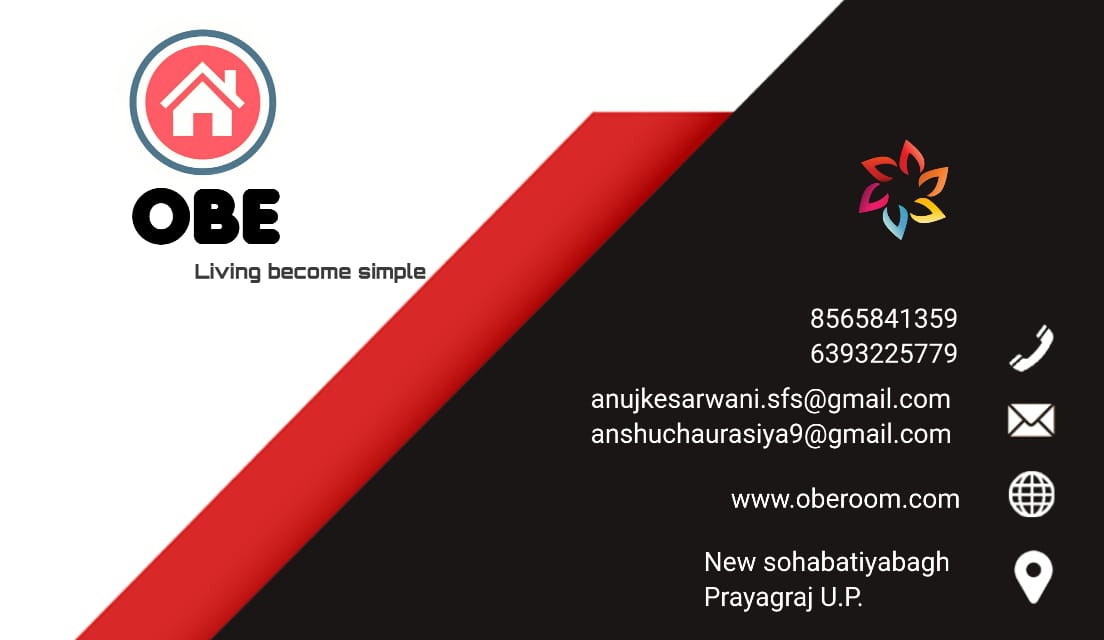 OBE
Living become simple
8565841359
6393225779
anujkesarwani.sfs@gmail.com
anshuchaurasiya9@gmail.com
www.oberoom.com
New sohabatiyabagh
Prayagraj U.P.